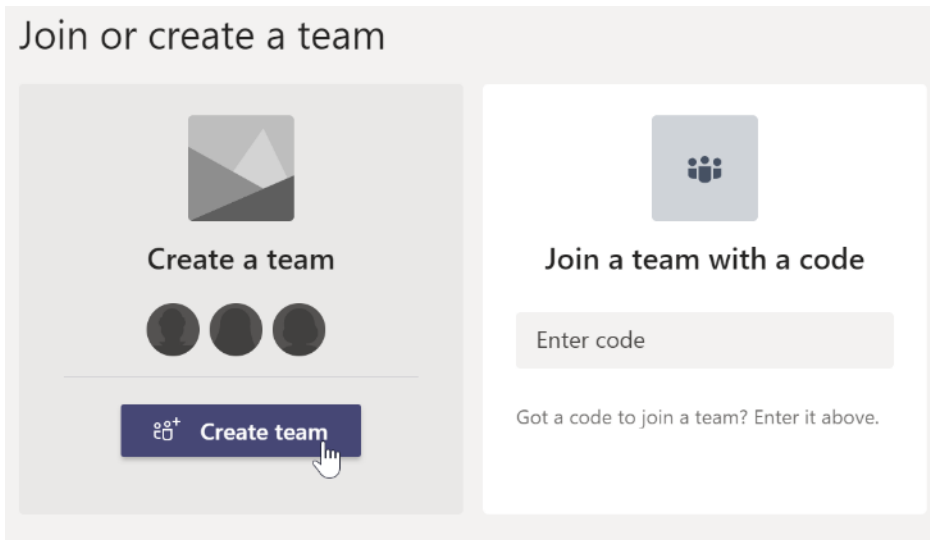 Join or create a team
Create a team
Create team
Join a team with a code
Enter code
Got a code to join a team? Enter it above.